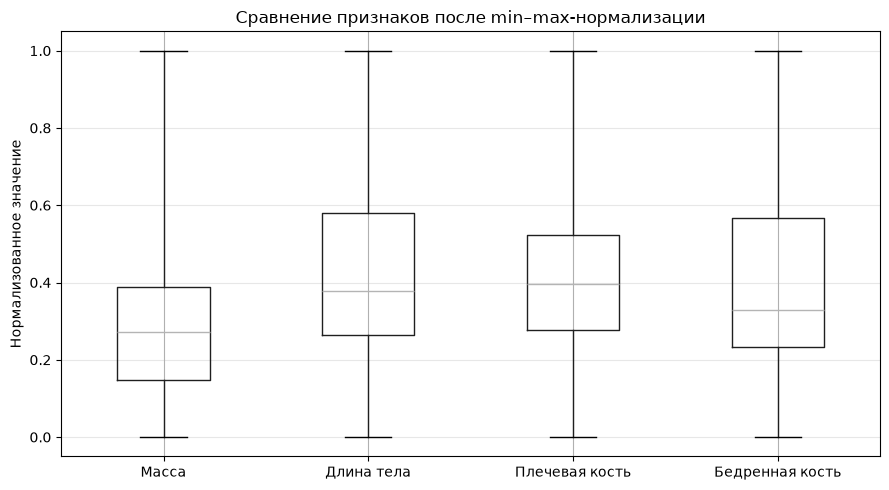 Сравнение признаков после min–max-нормализации
Нормализованное значение
1.0
0.8
0.6
0.4
0.2
0.0
Масса
Длина тела
Плечевая кость
Бедренная кость